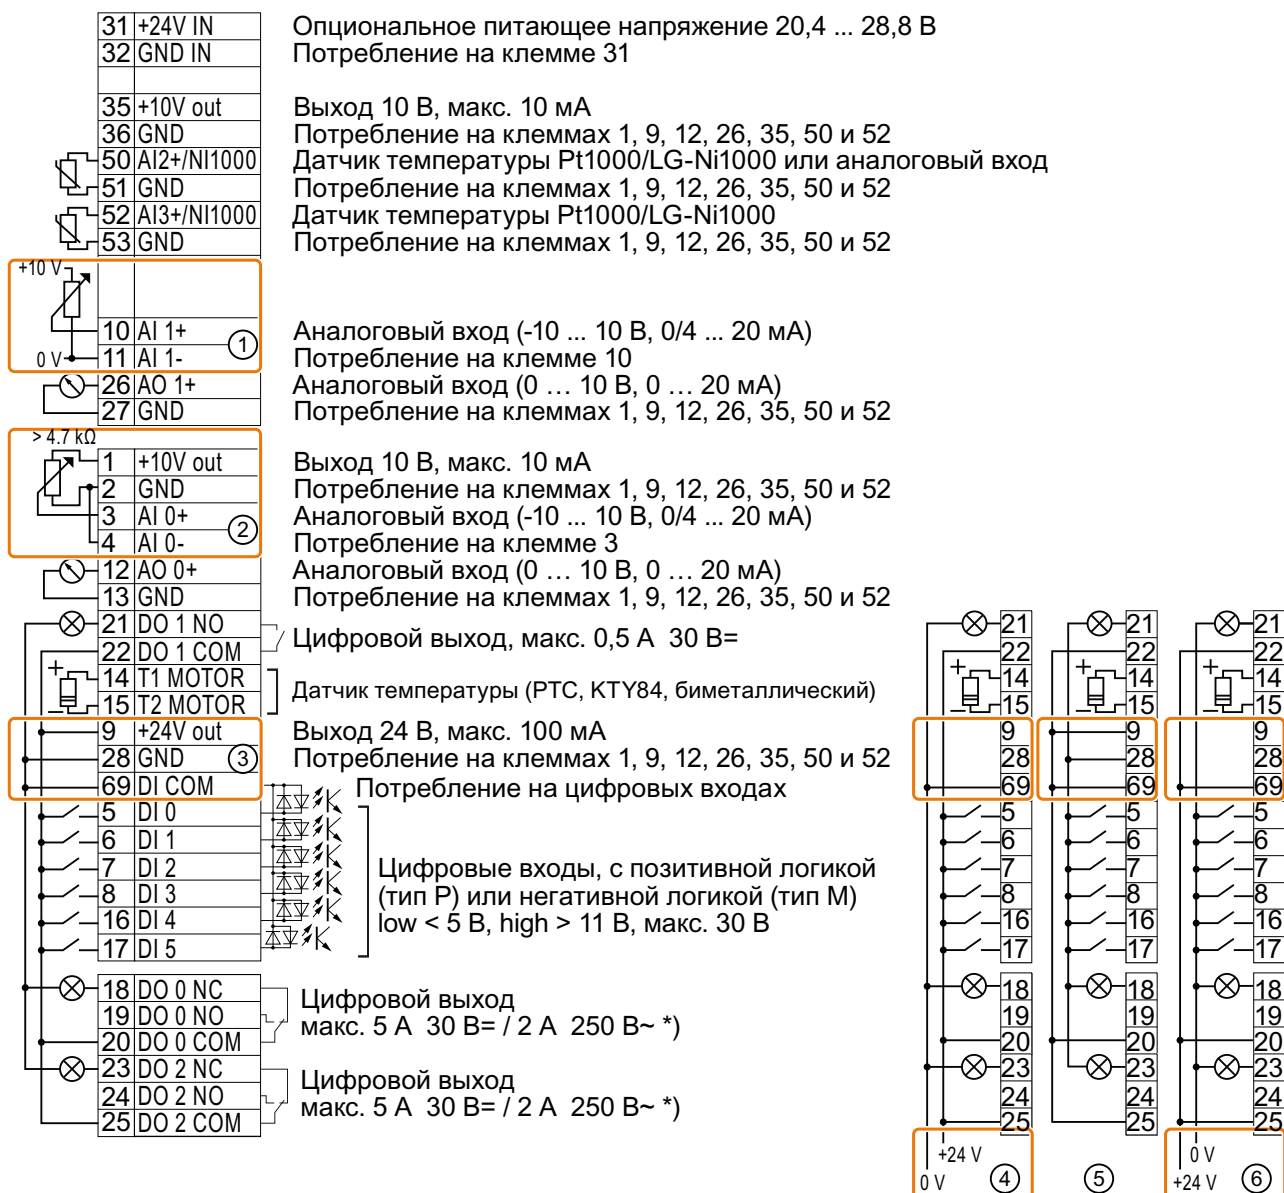 31 +24V IN Опциональное питающее напряжение 20,4 ... 28,8 В
32 GND IN Потребление на клемме 31
35 +10V out Выход 10 В, макс. 10 мА
36 GND Потребление на клеммах 1, 9, 12, 26, 35, 50 и 52
50 AI2+/NI1000 Датчик температуры Pt1000/LG-Ni1000 или аналоговый вход
51 GND Потребление на клеммах 1, 9, 12, 26, 35, 50 и 52
52 AI3+/NI1000 Датчик температуры Pt1000/LG-Ni1000
53 GND Потребление на клеммах 1, 9, 12, 26, 35, 50 и 52
+10 V
10 AI 1+ Аналоговый вход (-10 ... 10 В, 0/4 ... 20 мА)
1
0 V 11 AI 1- Потребление на клемме 10
26 AO 1+ Аналоговый вход (0 … 10 В, 0 … 20 мА)
27 GND Потребление на клеммах 1, 9, 12, 26, 35, 50 и 52
> 4.7 kΩ
1 +10V out Выход 10 В, макс. 10 мА
2 GND Потребление на клеммах 1, 9, 12, 26, 35, 50 и 52
3 AI 0+ Аналоговый вход (-10 ... 10 В, 0/4 ... 20 мА)
2
4 AI 0- Потребление на клемме 3
12 AO 0+ Аналоговый вход (0 … 10 В, 0 … 20 мА)
13 GND Потребление на клеммах 1, 9, 12, 26, 35, 50 и 52
21 DO 1 NO
22 DO 1 COM
Цифровой выход, макс. 0,5 А 30 В=
+ 14 T1 MOTOR
− 15 T2 MOTOR
Датчик температуры (PTC, KTY84, биметаллический)
9 +24V out Выход 24 В, макс. 100 мА
28 GND 3 Потребление на клеммах 1, 9, 12, 26, 35, 50 и 52
69 DI COM Потребление на цифровых входах
5 DI 0
6 DI 1
7 DI 2
8 DI 3
16 DI 4
17 DI 5
Цифровые входы, с позитивной логикой
(тип P) или негативной логикой (тип M)
low < 5 В, high > 11 В, макс. 30 В
18 DO 0 NC
19 DO 0 NO
20 DO 0 COM
Цифровой выход
макс. 5 А 30 В= / 2 А 250 В~ *)
23 DO 2 NC
24 DO 2 NO
25 DO 2 COM
Цифровой выход
макс. 5 А 30 В= / 2 А 250 В~ *)
21 21 21
22 22 22
+ 14 + 14 + 14
− 15 − 15 − 15
9 9 9
28 28 28
69 69 69
5 5 5
6 6 6
7 7 7
8 8 8
16 16 16
17 17 17
18 18 18
19 19 19
20 20 20
23 23 23
24 24 24
25 25 25
+24 V 0 V
0 V 4 5 +24 V 6